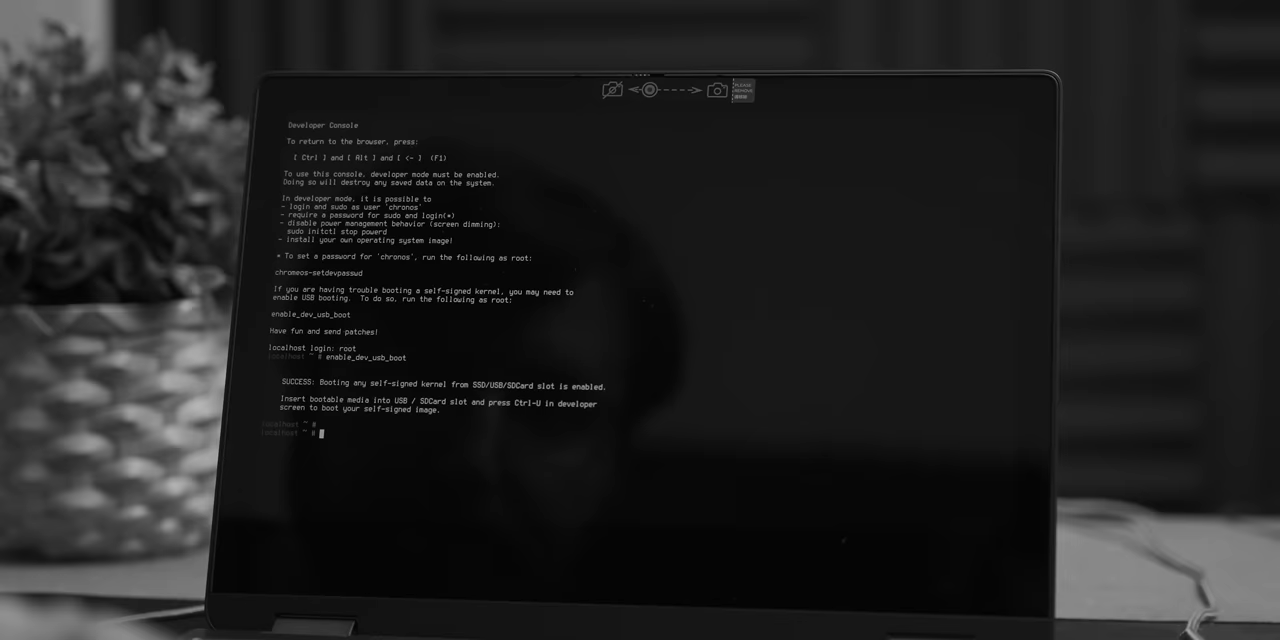 PLEASE
REMOVE
Developer Console
To return to the browser, press:
[ Ctrl ] and [ Alt ] and [ <- ]  (F1)
To use this console, developer mode must be enabled.
Doing so will destroy any saved data on the system.
In developer mode, it is possible to
- login and sudo as user 'chronos'
- require a password for sudo and login(*)
- disable power management behavior (screen dimming):
sudo initctl stop powerd
- install your own operating system image!
* To set a password for 'chronos', run the following as root:
chromeos-setdevpasswd
If you are having trouble booting a self-signed kernel, you may need to
enable USB booting.  To do so, run the following as root:
enable_dev_usb_boot
Have fun and send patches!
localhost login: root
localhost ~ # enable_dev_usb_boot
SUCCESS: Booting any self-signed kernel from SSD/USB/SDCard slot is enabled.
Insert bootable media into USB / SDCard slot and press Ctrl-U in developer
screen to boot your self-signed image.
localhost ~ #
localhost ~ #